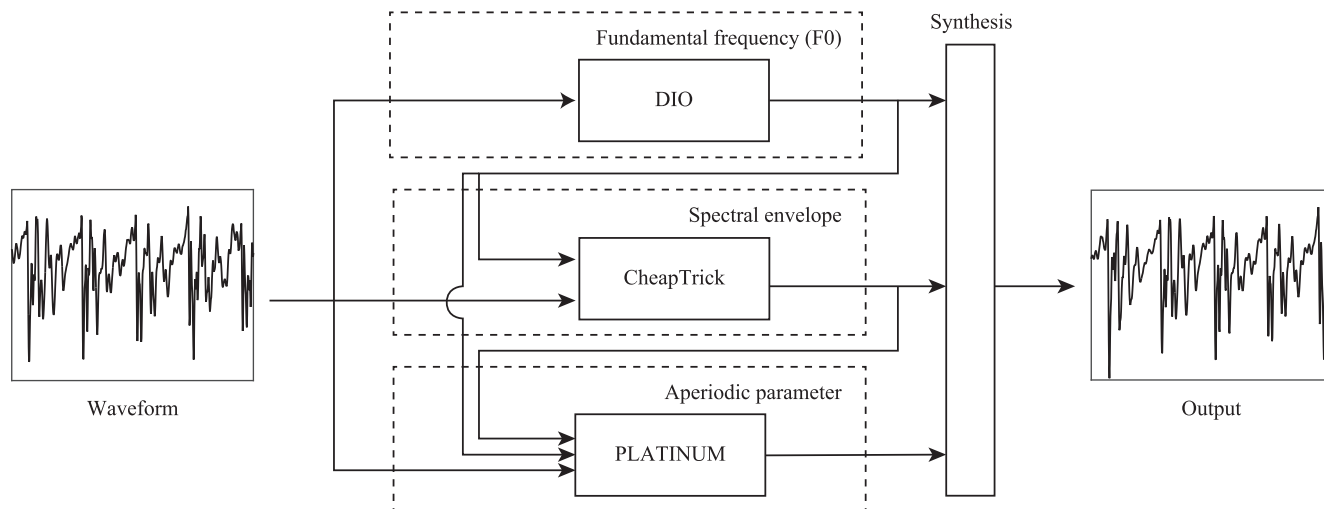 Synthesis
Fundamental frequency (F0)
DIO
Spectral envelope
CheapTrick
Waveform
Aperiodic parameter
PLATINUM
Output